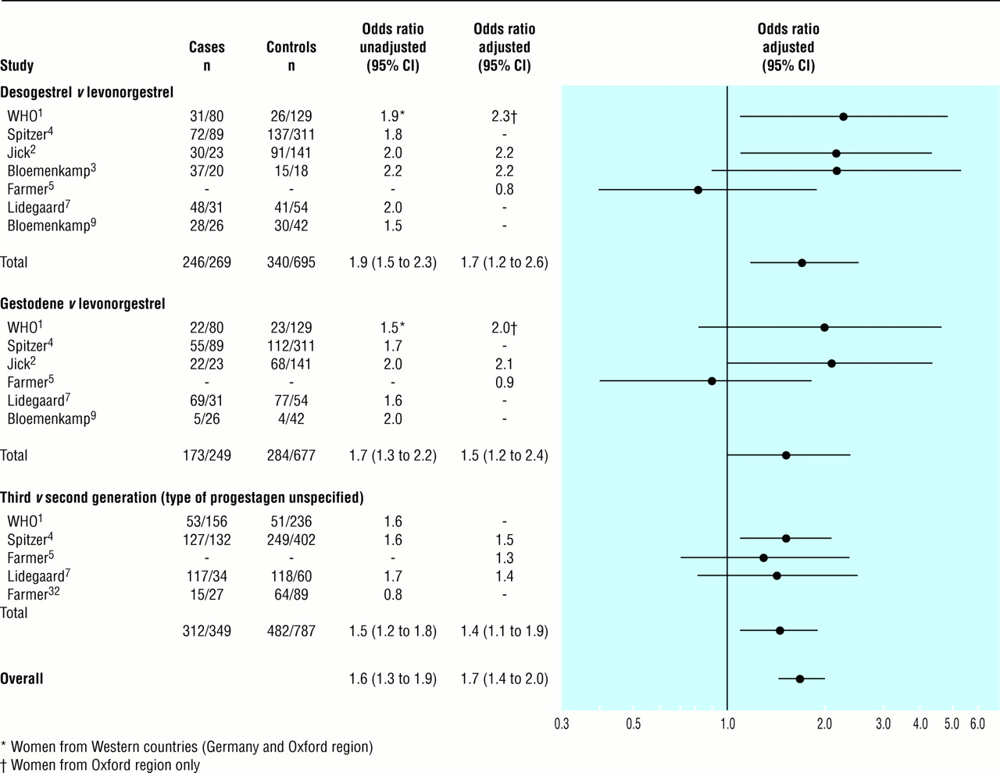 Study Cases n Controls n Odds ratio unadjusted (95% CI) Odds ratio adjusted (95% CI) Odds ratio adjusted (95% CI)
Desogestrel v levonorgestrel
WHO1 31/80 26/129 1.9* 2.3†
Spitzer4 72/89 137/311 1.8 -
Jick2 30/23 91/141 2.0 2.2
Bloemenkamp3 37/20 15/18 2.2 2.2
Farmer5 - - - 0.8
Lidegaard7 48/31 41/54 2.0 -
Bloemenkamp9 28/26 30/42 1.5 -
Total 246/269 340/695 1.9 (1.5 to 2.3) 1.7 (1.2 to 2.6)
Gestodene v levonorgestrel
WHO1 22/80 23/129 1.5* 2.0†
Spitzer4 55/89 112/311 1.7 -
Jick2 22/23 68/141 2.0 2.1
Farmer5 - - - 0.9
Lidegaard7 69/31 77/54 1.6 -
Bloemenkamp9 5/26 4/42 2.0 -
Total 173/249 284/677 1.7 (1.3 to 2.2) 1.5 (1.2 to 2.4)
Third v second generation (type of progestagen unspecified)
WHO1 53/156 51/236 1.6 -
Spitzer4 127/132 249/402 1.6 1.5
Farmer5 - - - 1.3
Lidegaard7 117/34 118/60 1.7 1.4
Farmer32 15/27 64/89 0.8 -
Total
312/349 482/787 1.5 (1.2 to 1.8) 1.4 (1.1 to 1.9)
Overall 1.6 (1.3 to 1.9) 1.7 (1.4 to 2.0)
0.3 0.5 1.0 2.0 3.0 4.0 5.0 6.0
* Women from Western countries (Germany and Oxford region)
† Women from Oxford region only